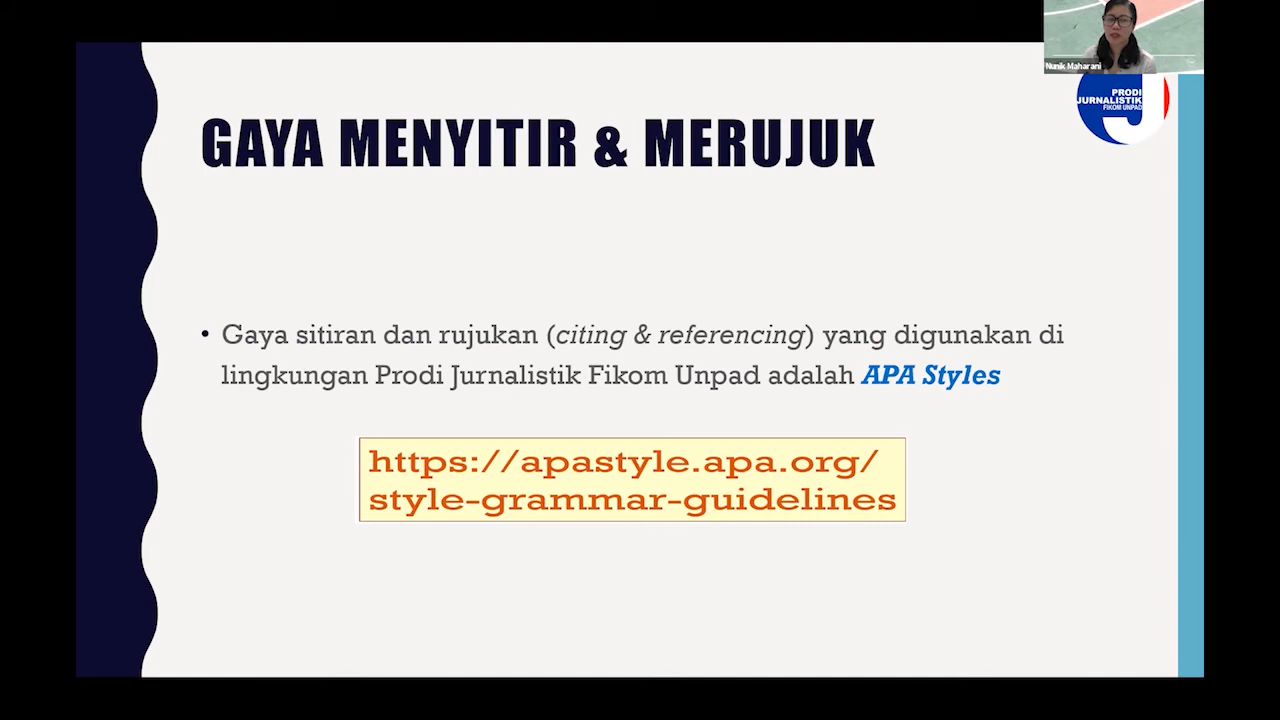 Nunik Maharani
PRODI
JURNALISTIK
FIKOM UNPAD
GAYA MENYITIR & MERUJUK
• Gaya sitiran dan rujukan (citing & referencing) yang digunakan di
lingkungan Prodi Jurnalistik Fikom Unpad adalah APA Styles
https://apastyle.apa.org/
style-grammar-guidelines